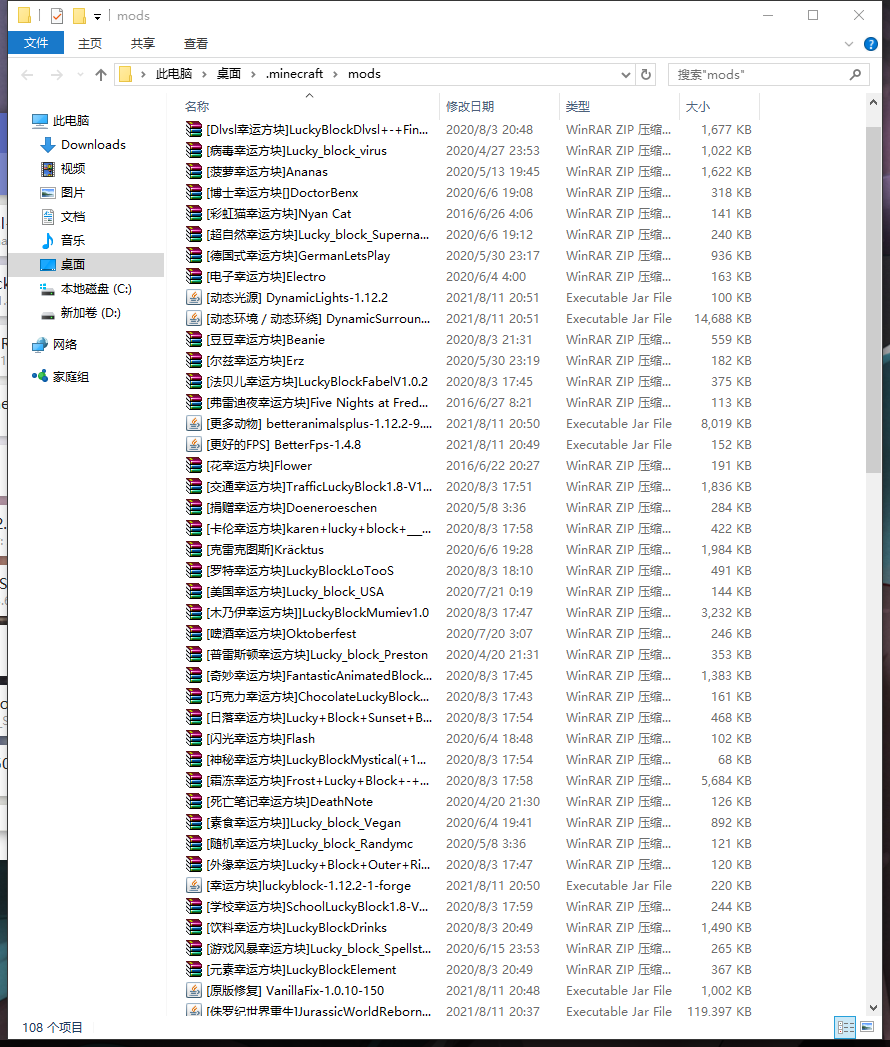 mods
文件 主页 共享 查看
此电脑 桌面 .minecraft mods 搜索"mods"
名称 修改日期 类型 大小
此电脑
Downloads
视频
图片
文档
音乐
桌面
本地磁盘 (C:)
新加卷 (D:)
网络
家庭组
[Dlvsl幸运方块]LuckyBlockDlvsl+-+Fin... 2020/8/3 20:48 WinRAR ZIP 压缩... 1,677 KB
[病毒幸运方块]Lucky_block_virus 2020/4/27 23:53 WinRAR ZIP 压缩... 1,022 KB
[菠萝幸运方块]Ananas 2020/5/13 19:45 WinRAR ZIP 压缩... 1,622 KB
[博士幸运方块[]DoctorBenx 2020/6/6 19:08 WinRAR ZIP 压缩... 318 KB
[彩虹猫幸运方块]Nyan Cat 2016/6/26 4:06 WinRAR ZIP 压缩... 141 KB
[超自然幸运方块]Lucky_block_Superna... 2020/6/6 19:12 WinRAR ZIP 压缩... 240 KB
[德国式幸运方块]GermanLetsPlay 2020/5/30 23:17 WinRAR ZIP 压缩... 936 KB
[电子幸运方块]Electro 2020/6/4 4:00 WinRAR ZIP 压缩... 163 KB
[动态光源] DynamicLights-1.12.2 2021/8/11 20:51 Executable Jar File 100 KB
[动态环境 / 动态环绕] DynamicSurroun... 2021/8/11 20:51 Executable Jar File 14,688 KB
[豆豆幸运方块]Beanie 2020/8/3 21:31 WinRAR ZIP 压缩... 559 KB
[尔兹幸运方块]Erz 2020/5/30 23:19 WinRAR ZIP 压缩... 182 KB
[法贝儿幸运方块]LuckyBlockFabelV1.0.2 2020/8/3 17:45 WinRAR ZIP 压缩... 375 KB
[弗雷迪夜幸运方块]Five Nights at Fred... 2016/6/27 8:21 WinRAR ZIP 压缩... 113 KB
[更多动物] betteranimalsplus-1.12.2-9.... 2021/8/11 20:50 Executable Jar File 8,019 KB
[更好的FPS] BetterFps-1.4.8 2021/8/11 20:49 Executable Jar File 152 KB
[花幸运方块]Flower 2016/6/22 20:27 WinRAR ZIP 压缩... 191 KB
[交通幸运方块]TrafficLuckyBlock1.8-V1... 2020/8/3 17:51 WinRAR ZIP 压缩... 1,836 KB
[捐赠幸运方块]Doeneroeschen 2020/5/8 3:36 WinRAR ZIP 压缩... 284 KB
[卡伦幸运方块]karen+lucky+block+___... 2020/8/3 17:58 WinRAR ZIP 压缩... 422 KB
[克雷克图斯]Kräcktus 2020/6/6 19:28 WinRAR ZIP 压缩... 1,984 KB
[罗特幸运方块]LuckyBlockLoTooS 2020/8/3 18:10 WinRAR ZIP 压缩... 491 KB
[美国幸运方块]Lucky_block_USA 2020/7/21 0:19 WinRAR ZIP 压缩... 144 KB
[木乃伊幸运方块]]LuckyBlockMumiev1.0 2020/8/3 17:47 WinRAR ZIP 压缩... 3,232 KB
[啤酒幸运方块]Oktoberfest 2020/7/20 3:07 WinRAR ZIP 压缩... 246 KB
[普雷斯顿幸运方块]Lucky_block_Preston 2020/4/20 21:31 WinRAR ZIP 压缩... 353 KB
[奇妙幸运方块]FantasticAnimatedBlock... 2020/8/3 17:45 WinRAR ZIP 压缩... 1,383 KB
[巧克力幸运方块]ChocolateLuckyBlock... 2020/8/3 17:43 WinRAR ZIP 压缩... 161 KB
[日落幸运方块]Lucky+Block+Sunset+B... 2020/8/3 17:54 WinRAR ZIP 压缩... 468 KB
[闪光幸运方块]Flash 2020/6/4 18:48 WinRAR ZIP 压缩... 102 KB
[神秘幸运方块]LuckyBlockMystical(+1... 2020/8/3 17:54 WinRAR ZIP 压缩... 68 KB
[霜冻幸运方块]Frost+Lucky+Block+-+... 2020/8/3 17:58 WinRAR ZIP 压缩... 5,684 KB
[死亡笔记幸运方块]DeathNote 2020/4/20 21:30 WinRAR ZIP 压缩... 126 KB
[素食幸运方块]]Lucky_block_Vegan 2020/6/4 19:41 WinRAR ZIP 压缩... 892 KB
[随机幸运方块]Lucky_block_Randymc 2020/5/8 3:36 WinRAR ZIP 压缩... 121 KB
[外缘幸运方块]Lucky+Block+Outer+Ri... 2020/8/3 17:47 WinRAR ZIP 压缩... 120 KB
[幸运方块]luckyblock-1.12.2-1-forge 2021/8/11 20:50 Executable Jar File 220 KB
[学校幸运方块]SchoolLuckyBlock1.8-V... 2020/8/3 17:59 WinRAR ZIP 压缩... 244 KB
[饮料幸运方块]LuckyBlockDrinks 2020/8/3 20:49 WinRAR ZIP 压缩... 1,490 KB
[游戏风暴幸运方块]Lucky_block_Spellst... 2020/6/15 23:53 WinRAR ZIP 压缩... 265 KB
[元素幸运方块]LuckyBlockElement 2020/8/3 20:49 WinRAR ZIP 压缩... 367 KB
[原版修复] VanillaFix-1.0.10-150 2021/8/11 20:48 Executable Jar File 1,002 KB
[侏罗纪世界重生]JurassicWorldReborn... 2021/8/11 20:37 Executable Jar File 119,397 KB
108 个项目